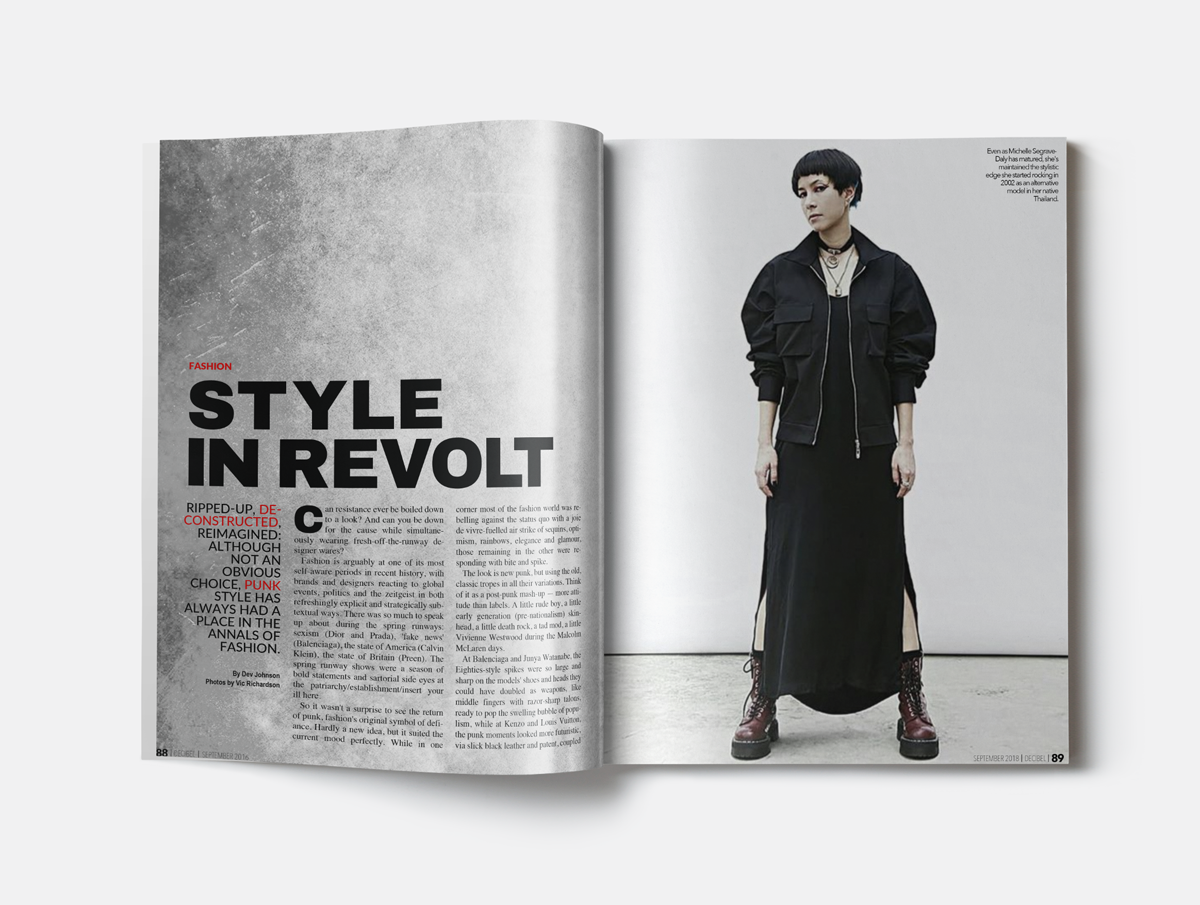 FASHION
STYLE
IN REVOLT
RIPPED-UP, DE-
CONSTRUCTED,
REIMAGINED:
ALTHOUGH
NOT AN
OBVIOUS
CHOICE, PUNK
STYLE HAS
ALWAYS HAD A
PLACE IN THE
ANNALS OF
FASHION.
By Dev Johnson
Photos by Vic Richardson
Can resistance ever be boiled down
to a look? And can you be down
for the cause while simultane-
ously wearing fresh-off-the-runway de-
signer wares?
Fashion is arguably at one of its most
self-aware periods in recent history, with
brands and designers reacting to global
events, politics and the zeitgeist in both
refreshingly explicit and strategically sub-
textual ways. There was so much to speak
up about during the spring runways:
sexism (Dior and Prada), 'fake news'
(Balenciaga), the state of America (Calvin
Klein), the state of Britain (Preen). The
spring runway shows were a season of
bold statements and sartorial side eyes at
the patriarchy/establishment/insert your
ill here.
So it wasn't a surprise to see the return
of punk, fashion's original symbol of defi-
ance. Hardly a new idea, but it suited the
current mood perfectly. While in one
corner most of the fashion world was re-
belling against the status quo with a joie
de vivre-fuelled air strike of sequins, opti-
mism, rainbows, elegance and glamour,
those remaining in the other were re-
sponding with bite and spike.
The look is new punk, but using the old,
classic tropes in all their variations. Think
of it as a post-punk mash-up — more atti-
tude than labels. A little rude boy, a little
early generation (pre-nationalism) skin-
head, a little death rock, a tad mod, a little
Vivienne Westwood during the Malcolm
McLaren days.
At Balenciaga and Junya Watanabe, the
Eighties-style spikes were so large and
sharp on the models' shoes and heads they
could have doubled as weapons, like
middle fingers with razor-sharp talons,
ready to pop the swelling bubble of popu-
lism, while at Kenzo and Louis Vuitton,
the punk moments looked more futuristic,
via slick black leather and patent, coupled
88 | DECIBEL | SEPTEMBER 2018
Even as Michelle Segrave-
Daly has matured, she's
maintained the stylistic
edge she started rocking in
2002 as an alternative
model in her native
Thailand.
SEPTEMBER 2018 | DECIBEL | 89